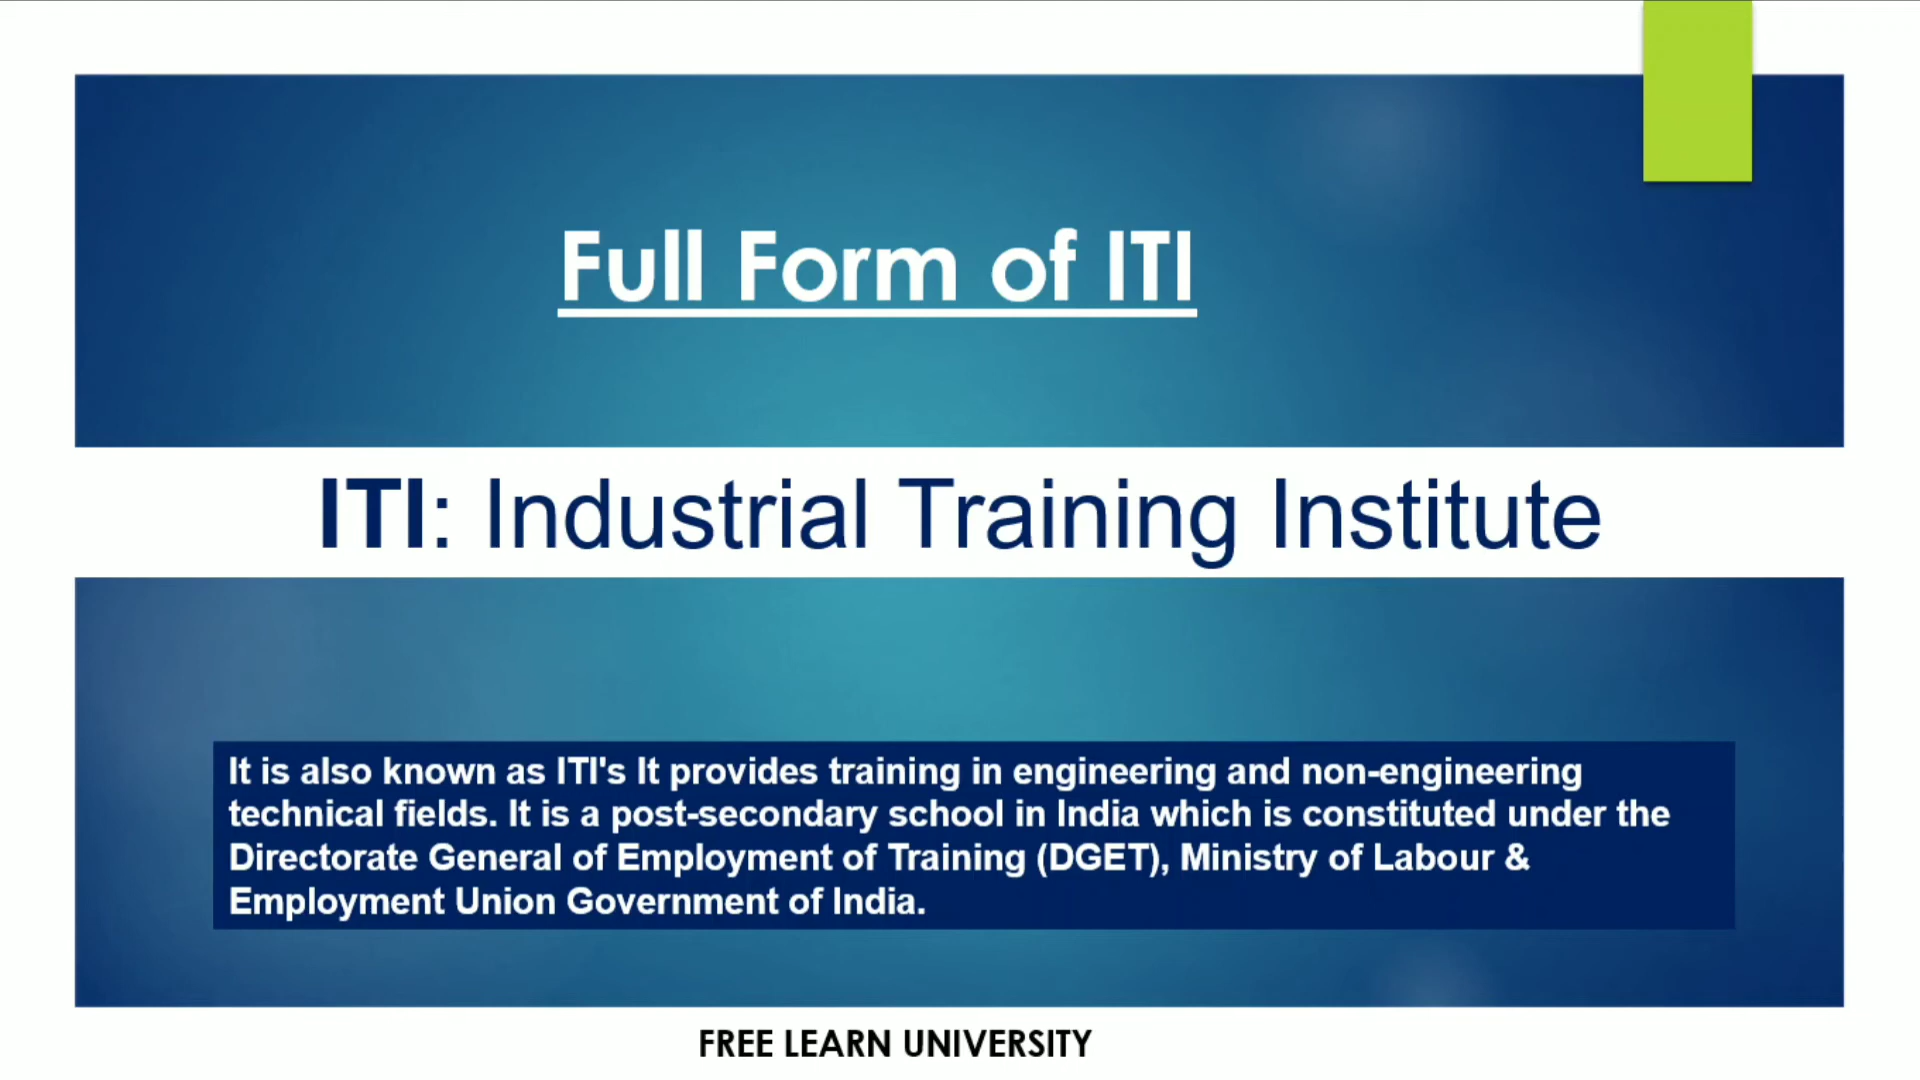 Full Form of ITI
ITI: Industrial Training Institute
It is also known as ITI's It provides training in engineering and non-engineering
technical fields. It is a post-secondary school in India which is constituted under the
Directorate General of Employment of Training (DGET), Ministry of Labour &
Employment Union Government of India.
FREE LEARN UNIVERSITY